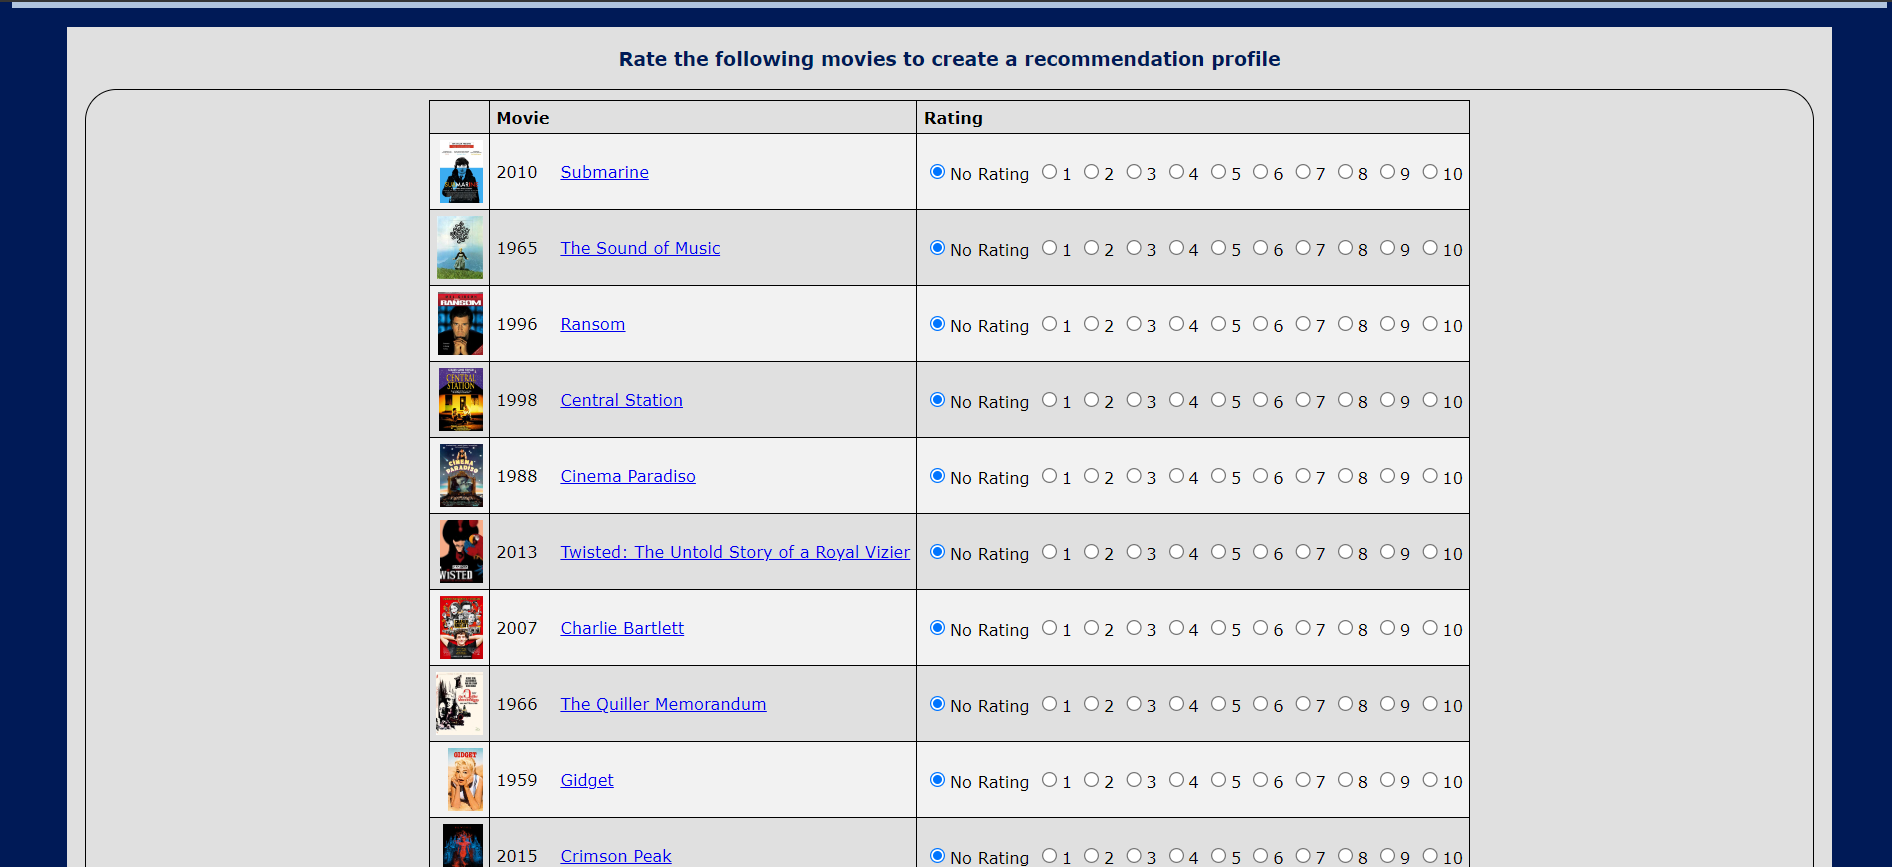 Rate the following movies to create a recommendation profile
Movie Rating
2010 Submarine No Rating 1 2 3 4 5 6 7 8 9 10
1965 The Sound of Music No Rating 1 2 3 4 5 6 7 8 9 10
RANSOM
1996 Ransom No Rating 1 2 3 4 5 6 7 8 9 10
CENTRAL
STATION
1998 Central Station No Rating 1 2 3 4 5 6 7 8 9 10
CINEMA
PARADISO
1988 Cinema Paradiso No Rating 1 2 3 4 5 6 7 8 9 10
2013 Twisted: The Untold Story of a Royal Vizier No Rating 1 2 3 4 5 6 7 8 9 10
2007 Charlie Bartlett No Rating 1 2 3 4 5 6 7 8 9 10
1966 The Quiller Memorandum No Rating 1 2 3 4 5 6 7 8 9 10
GIDGET
1959 Gidget No Rating 1 2 3 4 5 6 7 8 9 10
2015 Crimson Peak No Rating 1 2 3 4 5 6 7 8 9 10